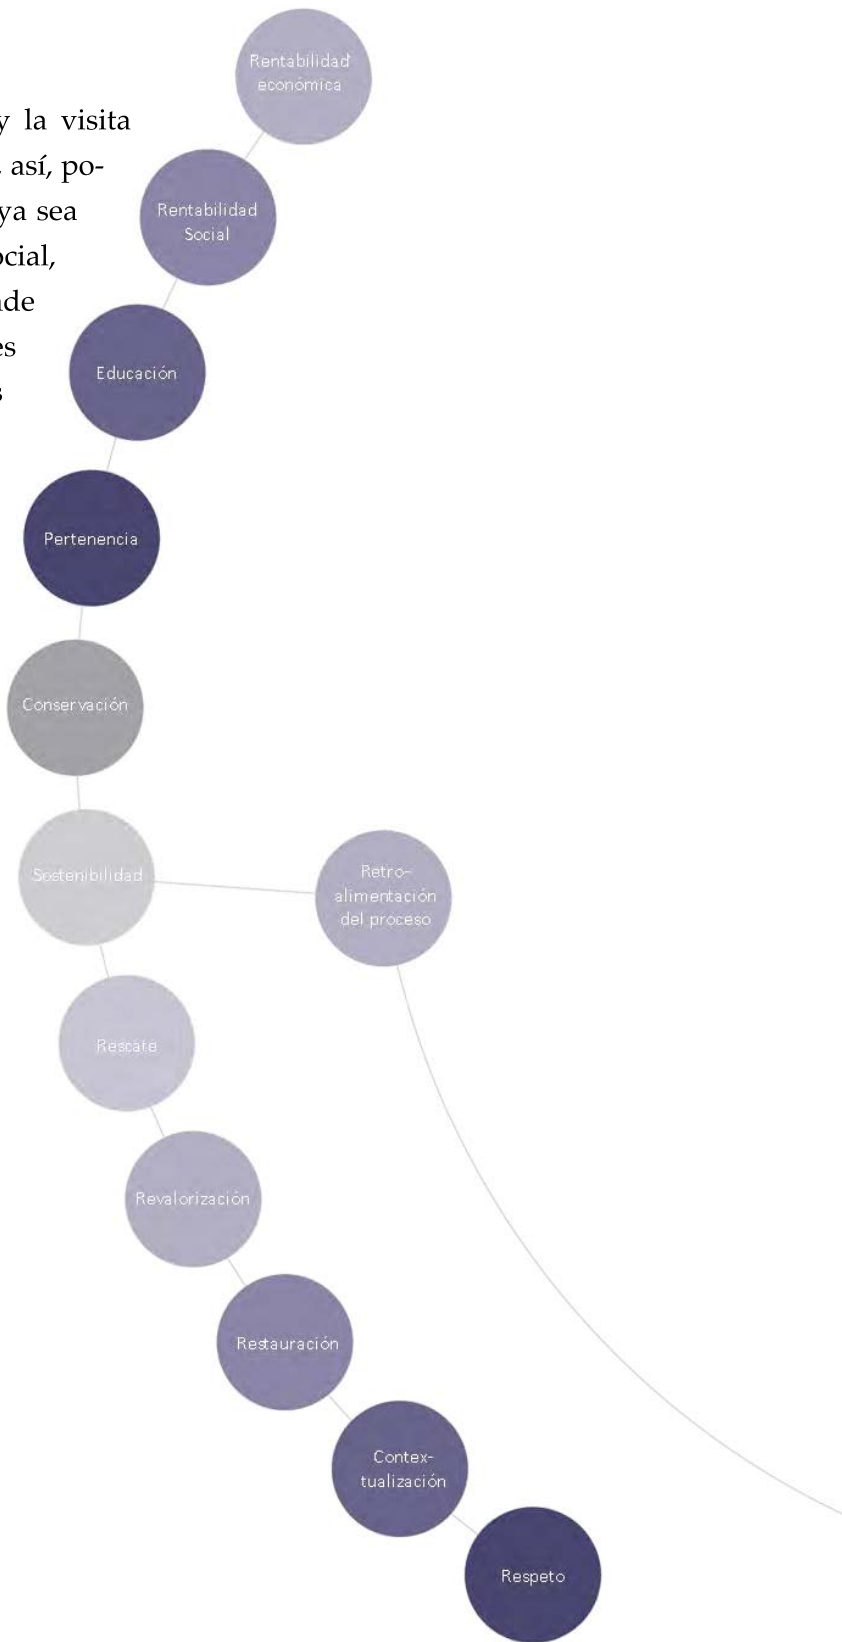 y la visita
así, po-
ya sea
ocial,
nde
es
s
Rentabilidad
económica
Rentabilidad
Social
Educación
Pertenencia
Conservación
Sostenibilidad
Retro-
alimentación
del proceso
Rescate
Revalorización
Restauración
Contex-
tualización
Respeto